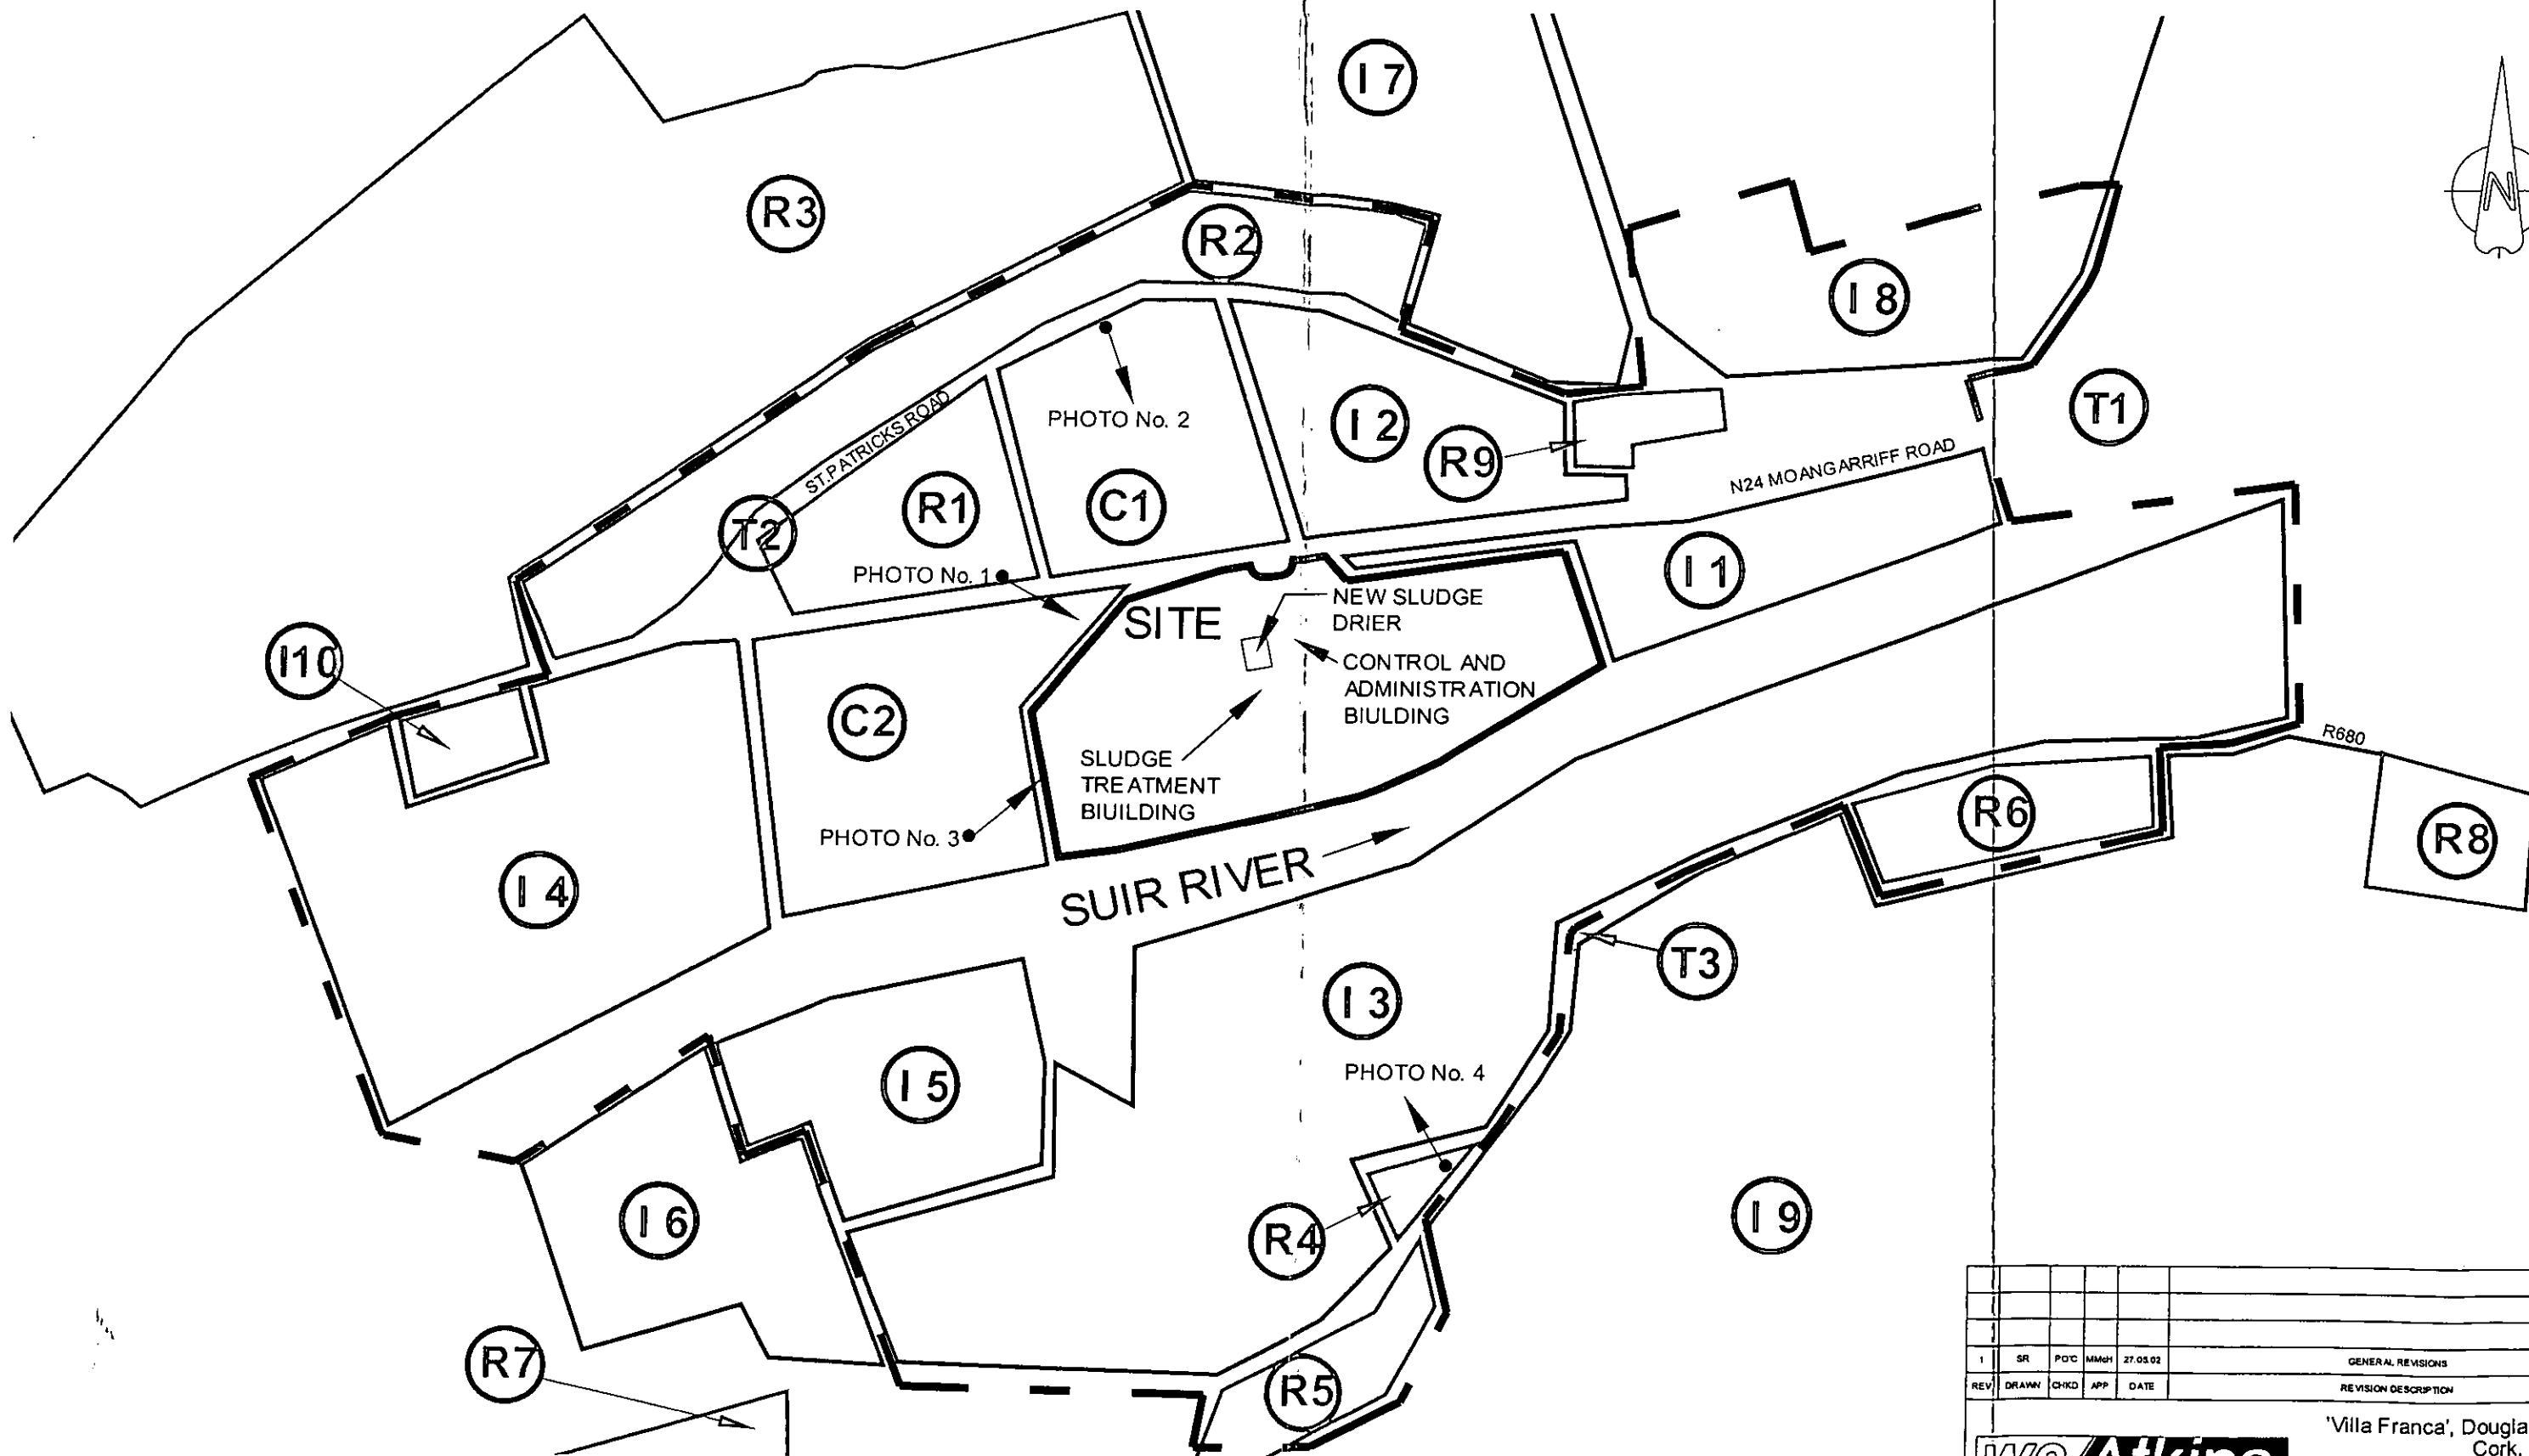 I 7
R3
R2
N
I 8
PHOTO No. 2
ST.PATRICKS ROAD
I 2
R9
T1
N24 MOANGARRIFF ROAD
T2
R1
C1
PHOTO No. 1
SITE
NEW SLUDGE
DRIER
I 1
I10
CONTROL AND
ADMINISTRATION
BIULDING
C2
SLUDGE
TREATMENT
BIUILDING
PHOTO No. 3
R680
R6
R8
I 4
SUIR RIVER
T3
I 3
PHOTO No. 4
I 5
I 6
R4
I 9
R7
R5
1 SR POC MMcH 27.05.02 GENERAL REVISIONS
REV DRAWN CHKD APP DATE REVISION DESCRIPTION
'Villa Franca', Dougla
Cork.
WS Atkins